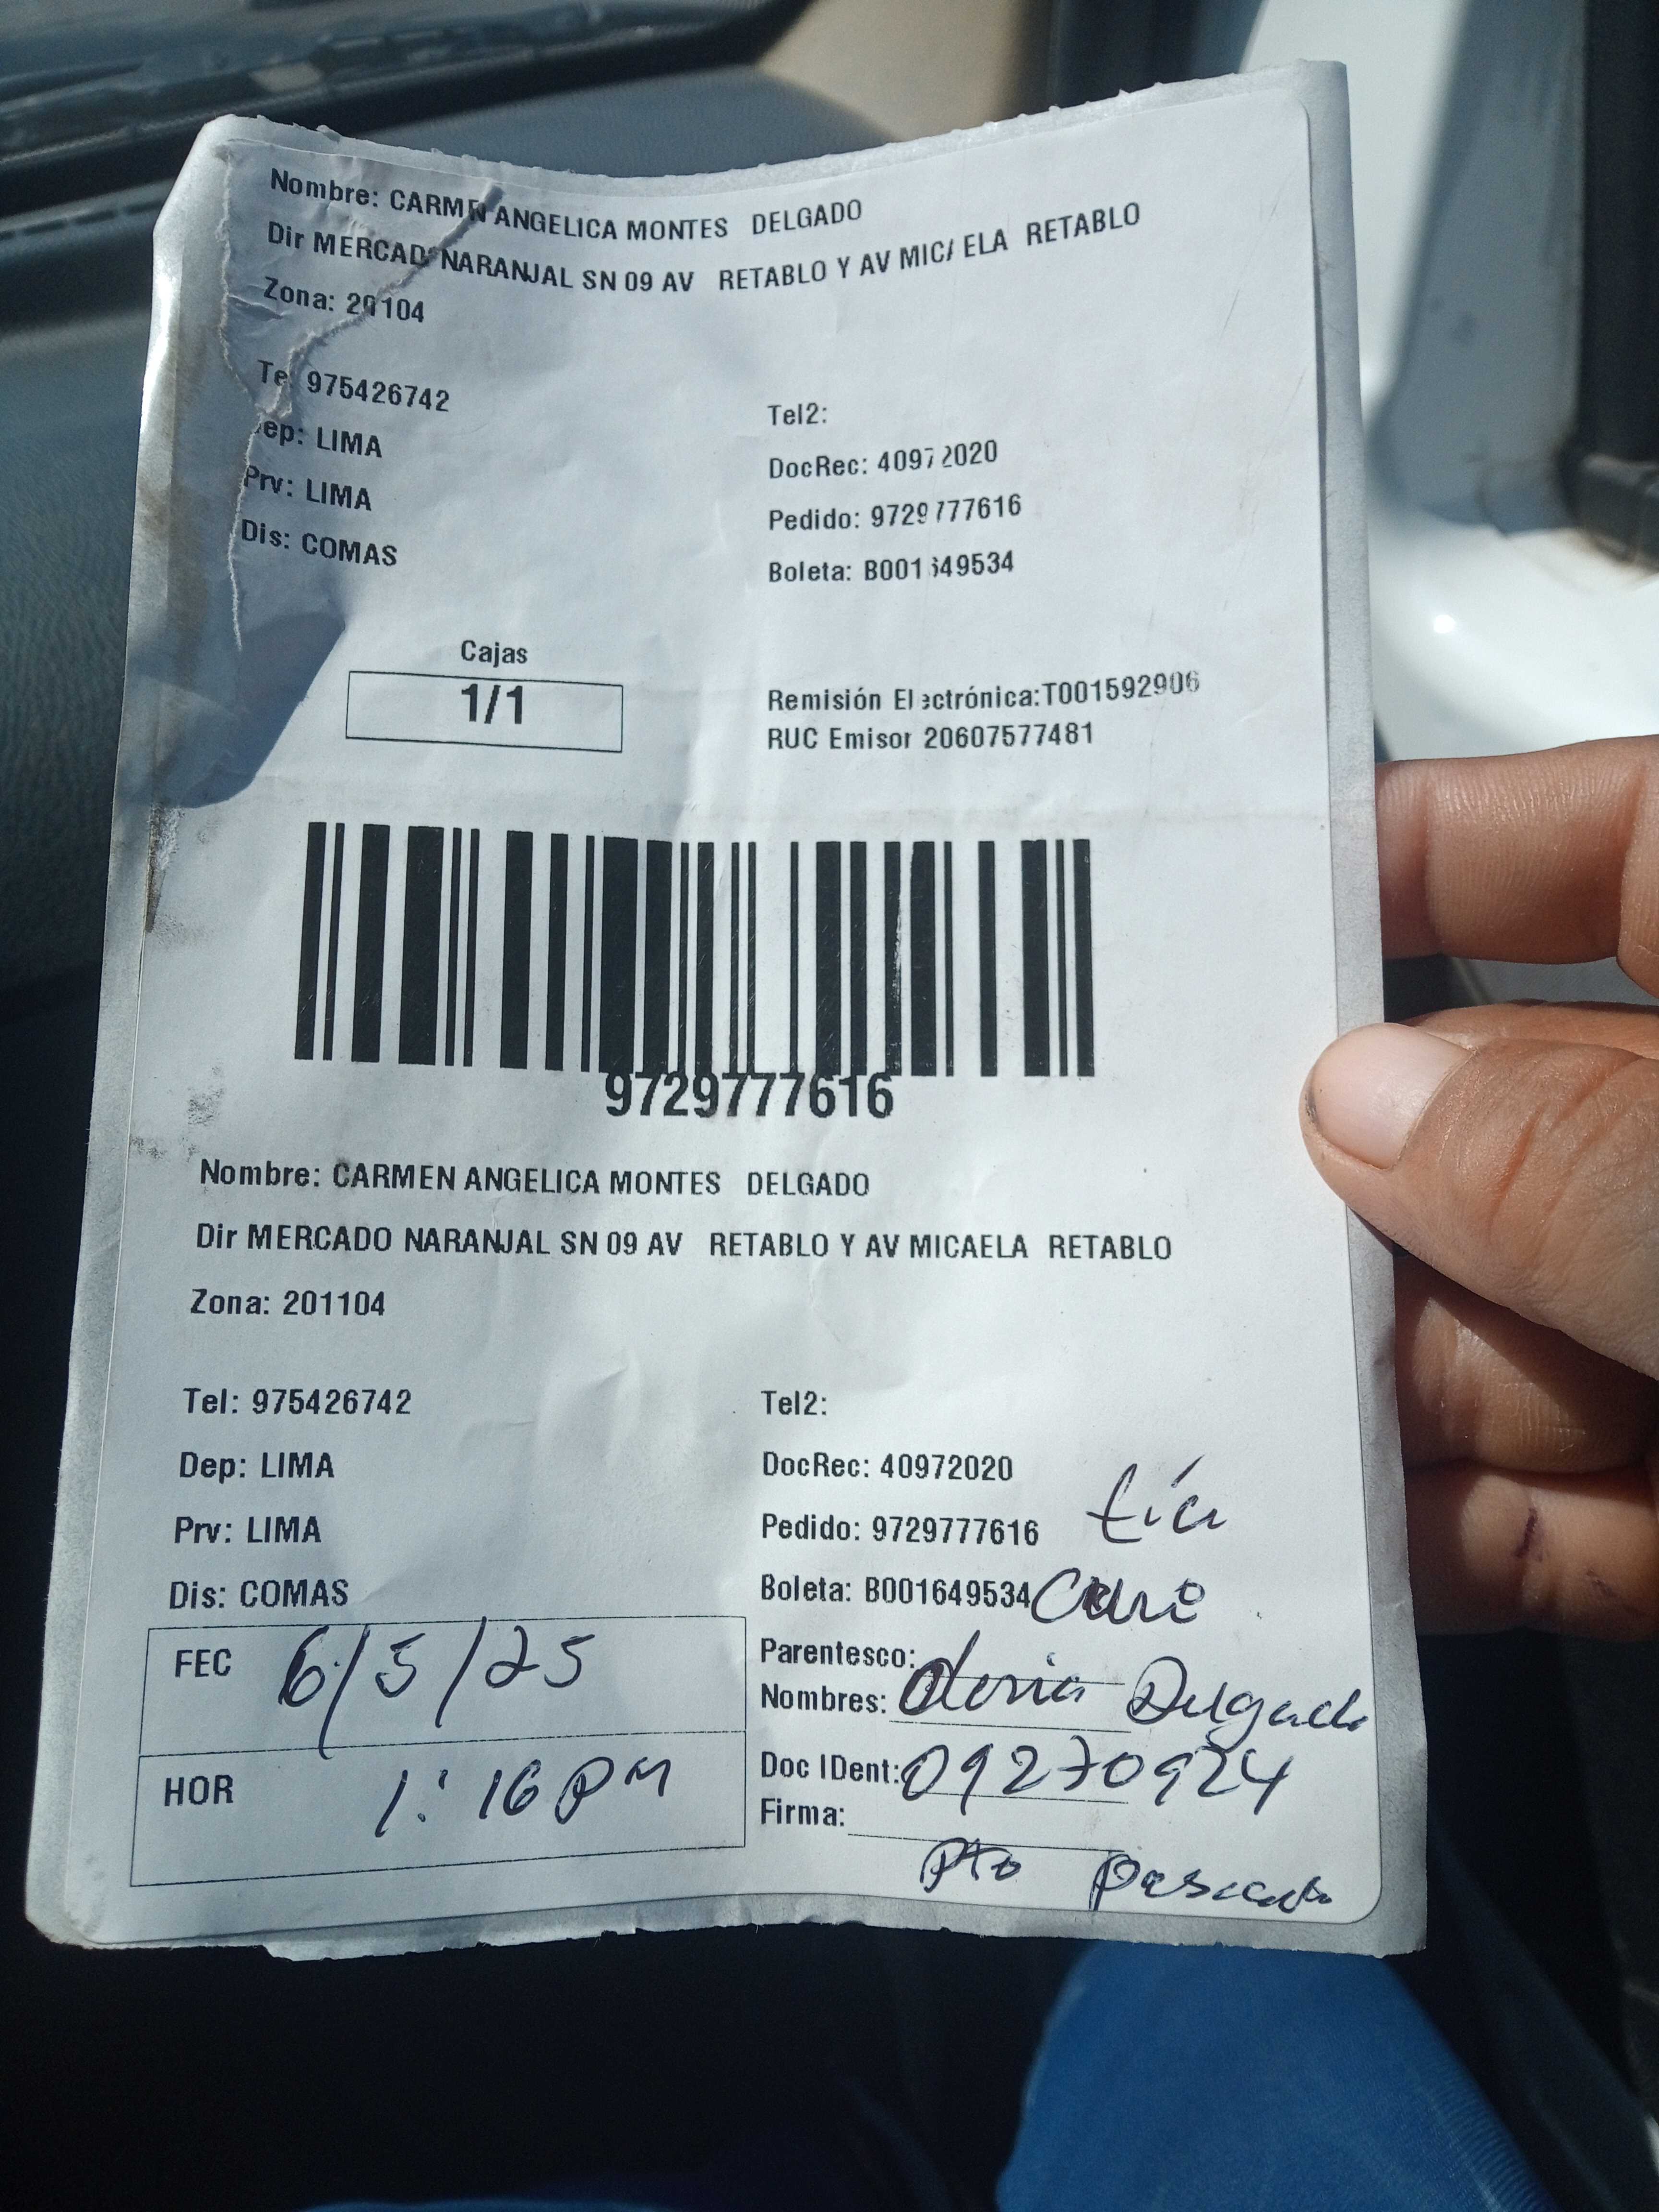 Nombre: CARMEN ANGELICA MONTES DELGADO
Dir MERCADO NARANJAL SN 09 AV RETABLO Y AV MICAELA RETABLO
Zona: 201104
Tel 975426742
Tel2:
Dep: LIMA
DocRec: 40972020
Prv: LIMA
Pedido: 9729777616
Dis: COMAS
Boleta: B001649534
Cajas
1/1
Remisión Electrónica:T001592906
RUC Emisor 20607577481
9729777616
Nombre: CARMEN ANGELICA MONTES DELGADO
Dir MERCADO NARANJAL SN 09 AV RETABLO Y AV MICAELA RETABLO
Zona: 201104
Tel: 975426742
Tel2:
Dep: LIMA
DocRec: 40972020
tía
Prv: LIMA
Pedido: 9729777616
Dis: COMAS
Boleta: B001649534
FEC 6/5/25
Parentesco:
Nombres: Delgado
HOR 1:16 PM
Doc IDent: 09270924
Firma:
Pto Pescado